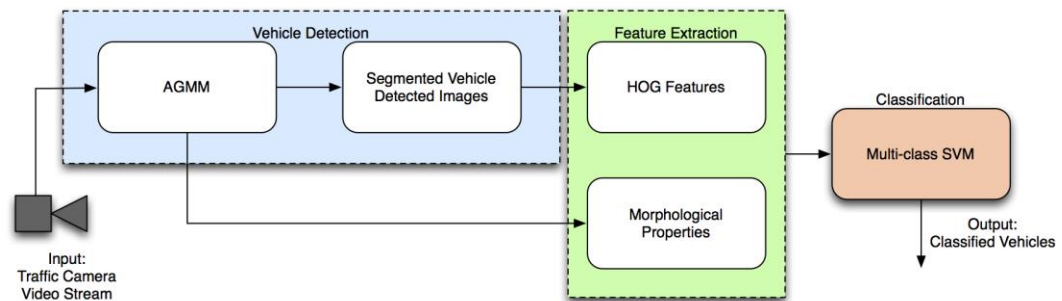 Vehicle Detection
AGMM
Segmented Vehicle
Detected Images
Feature Extraction
HOG Features
Morphological
Properties
Classification
Multi-class SVM
Output:
Classified Vehicles
Input:
Traffic Camera
Video Stream